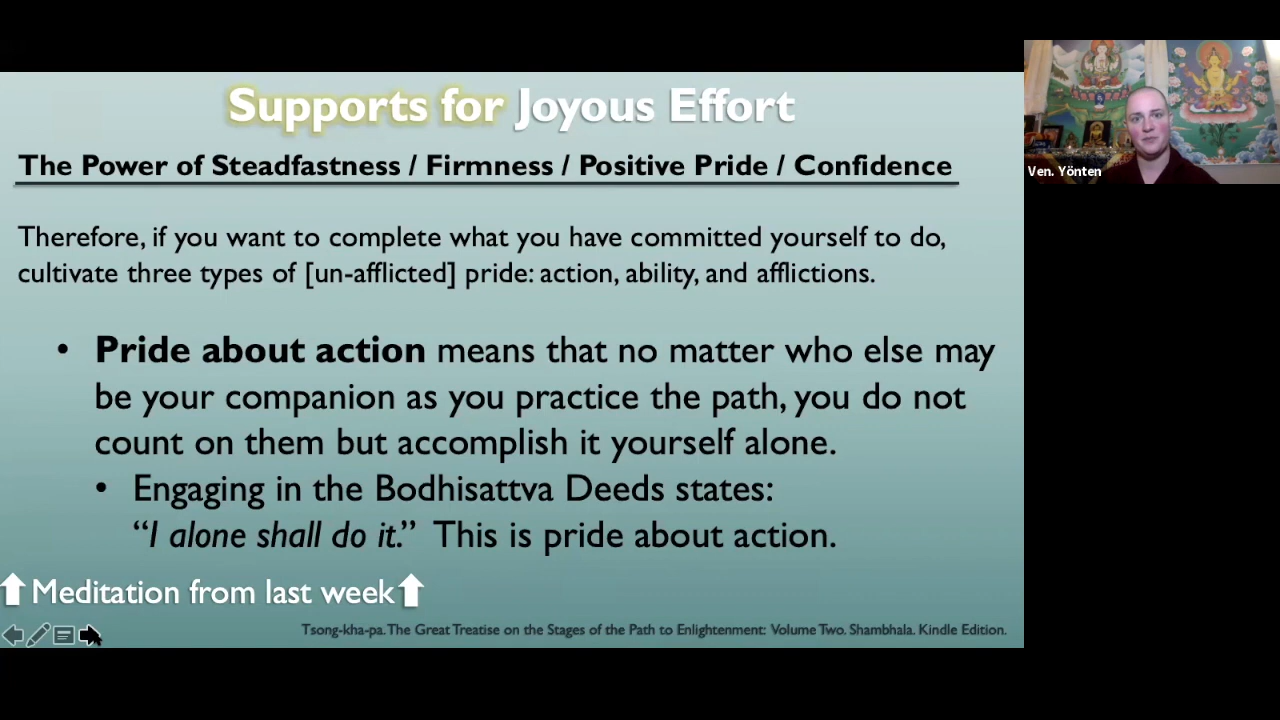 Supports for Joyous Effort
The Power of Steadfastness / Firmness / Positive Pride / Confidence
Therefore, if you want to complete what you have committed yourself to do,
cultivate three types of [un-afflicted] pride: action, ability, and afflictions.
• Pride about action means that no matter who else may
be your companion as you practice the path, you do not
count on them but accomplish it yourself alone.
• Engaging in the Bodhisattva Deeds states:
“I alone shall do it.” This is pride about action.
Meditation from last week
Tsong-kha-pa. The Great Treatise on the Stages of the Path to Enlightenment: Volume Two. Shambhala. Kindle Edition.
Ven. Yönten